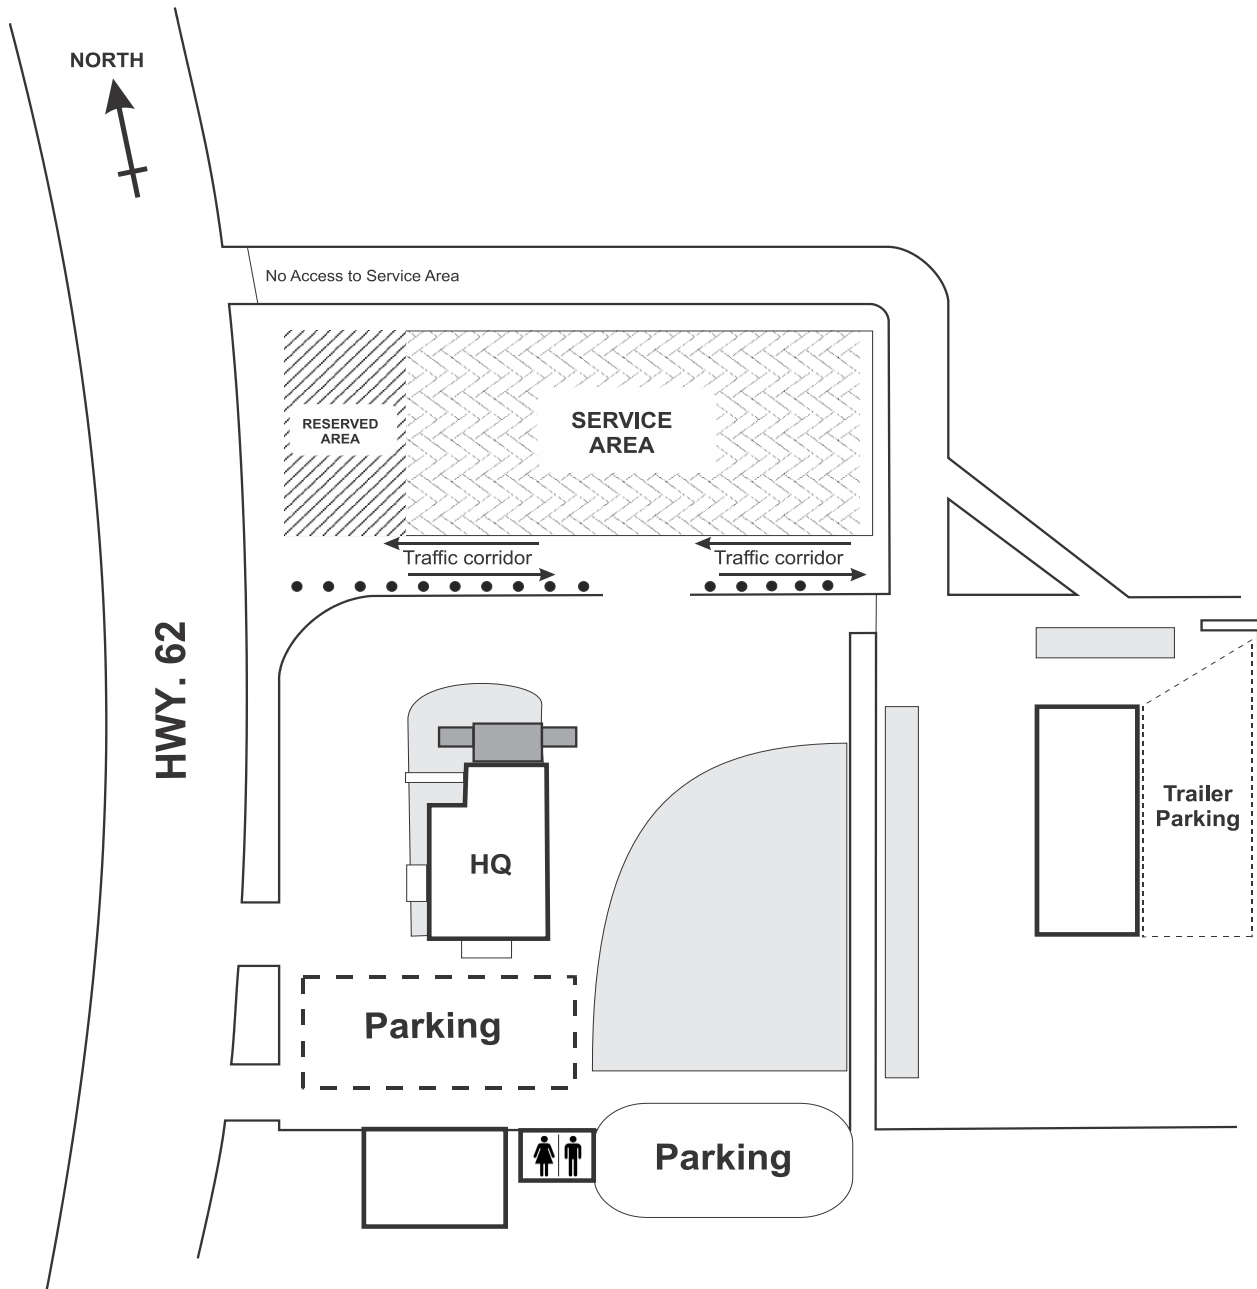 NORTH
No Access to Service Area
RESERVED
AREA
SERVICE
AREA
Traffic corridor
Traffic corridor
HWY. 62
HQ
Trailer
Parking
Parking
Parking